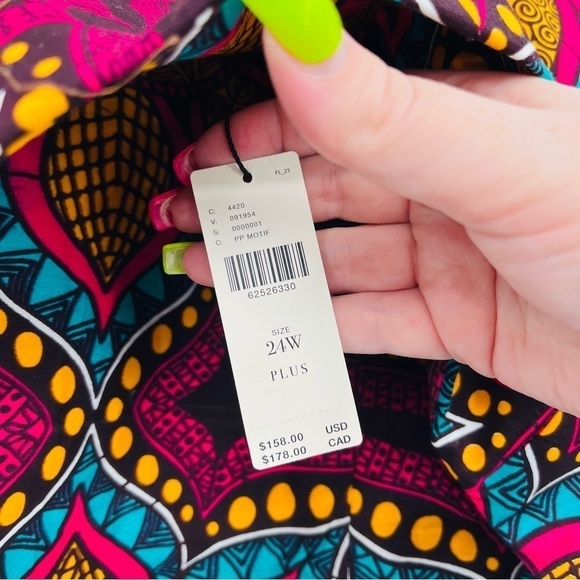 FL_23
C: 4420
V: 091954
S: 0000001
C: PP MOTIF
62526330
SIZE
24W
PLUS
$158.00 USD
$178.00 CAD